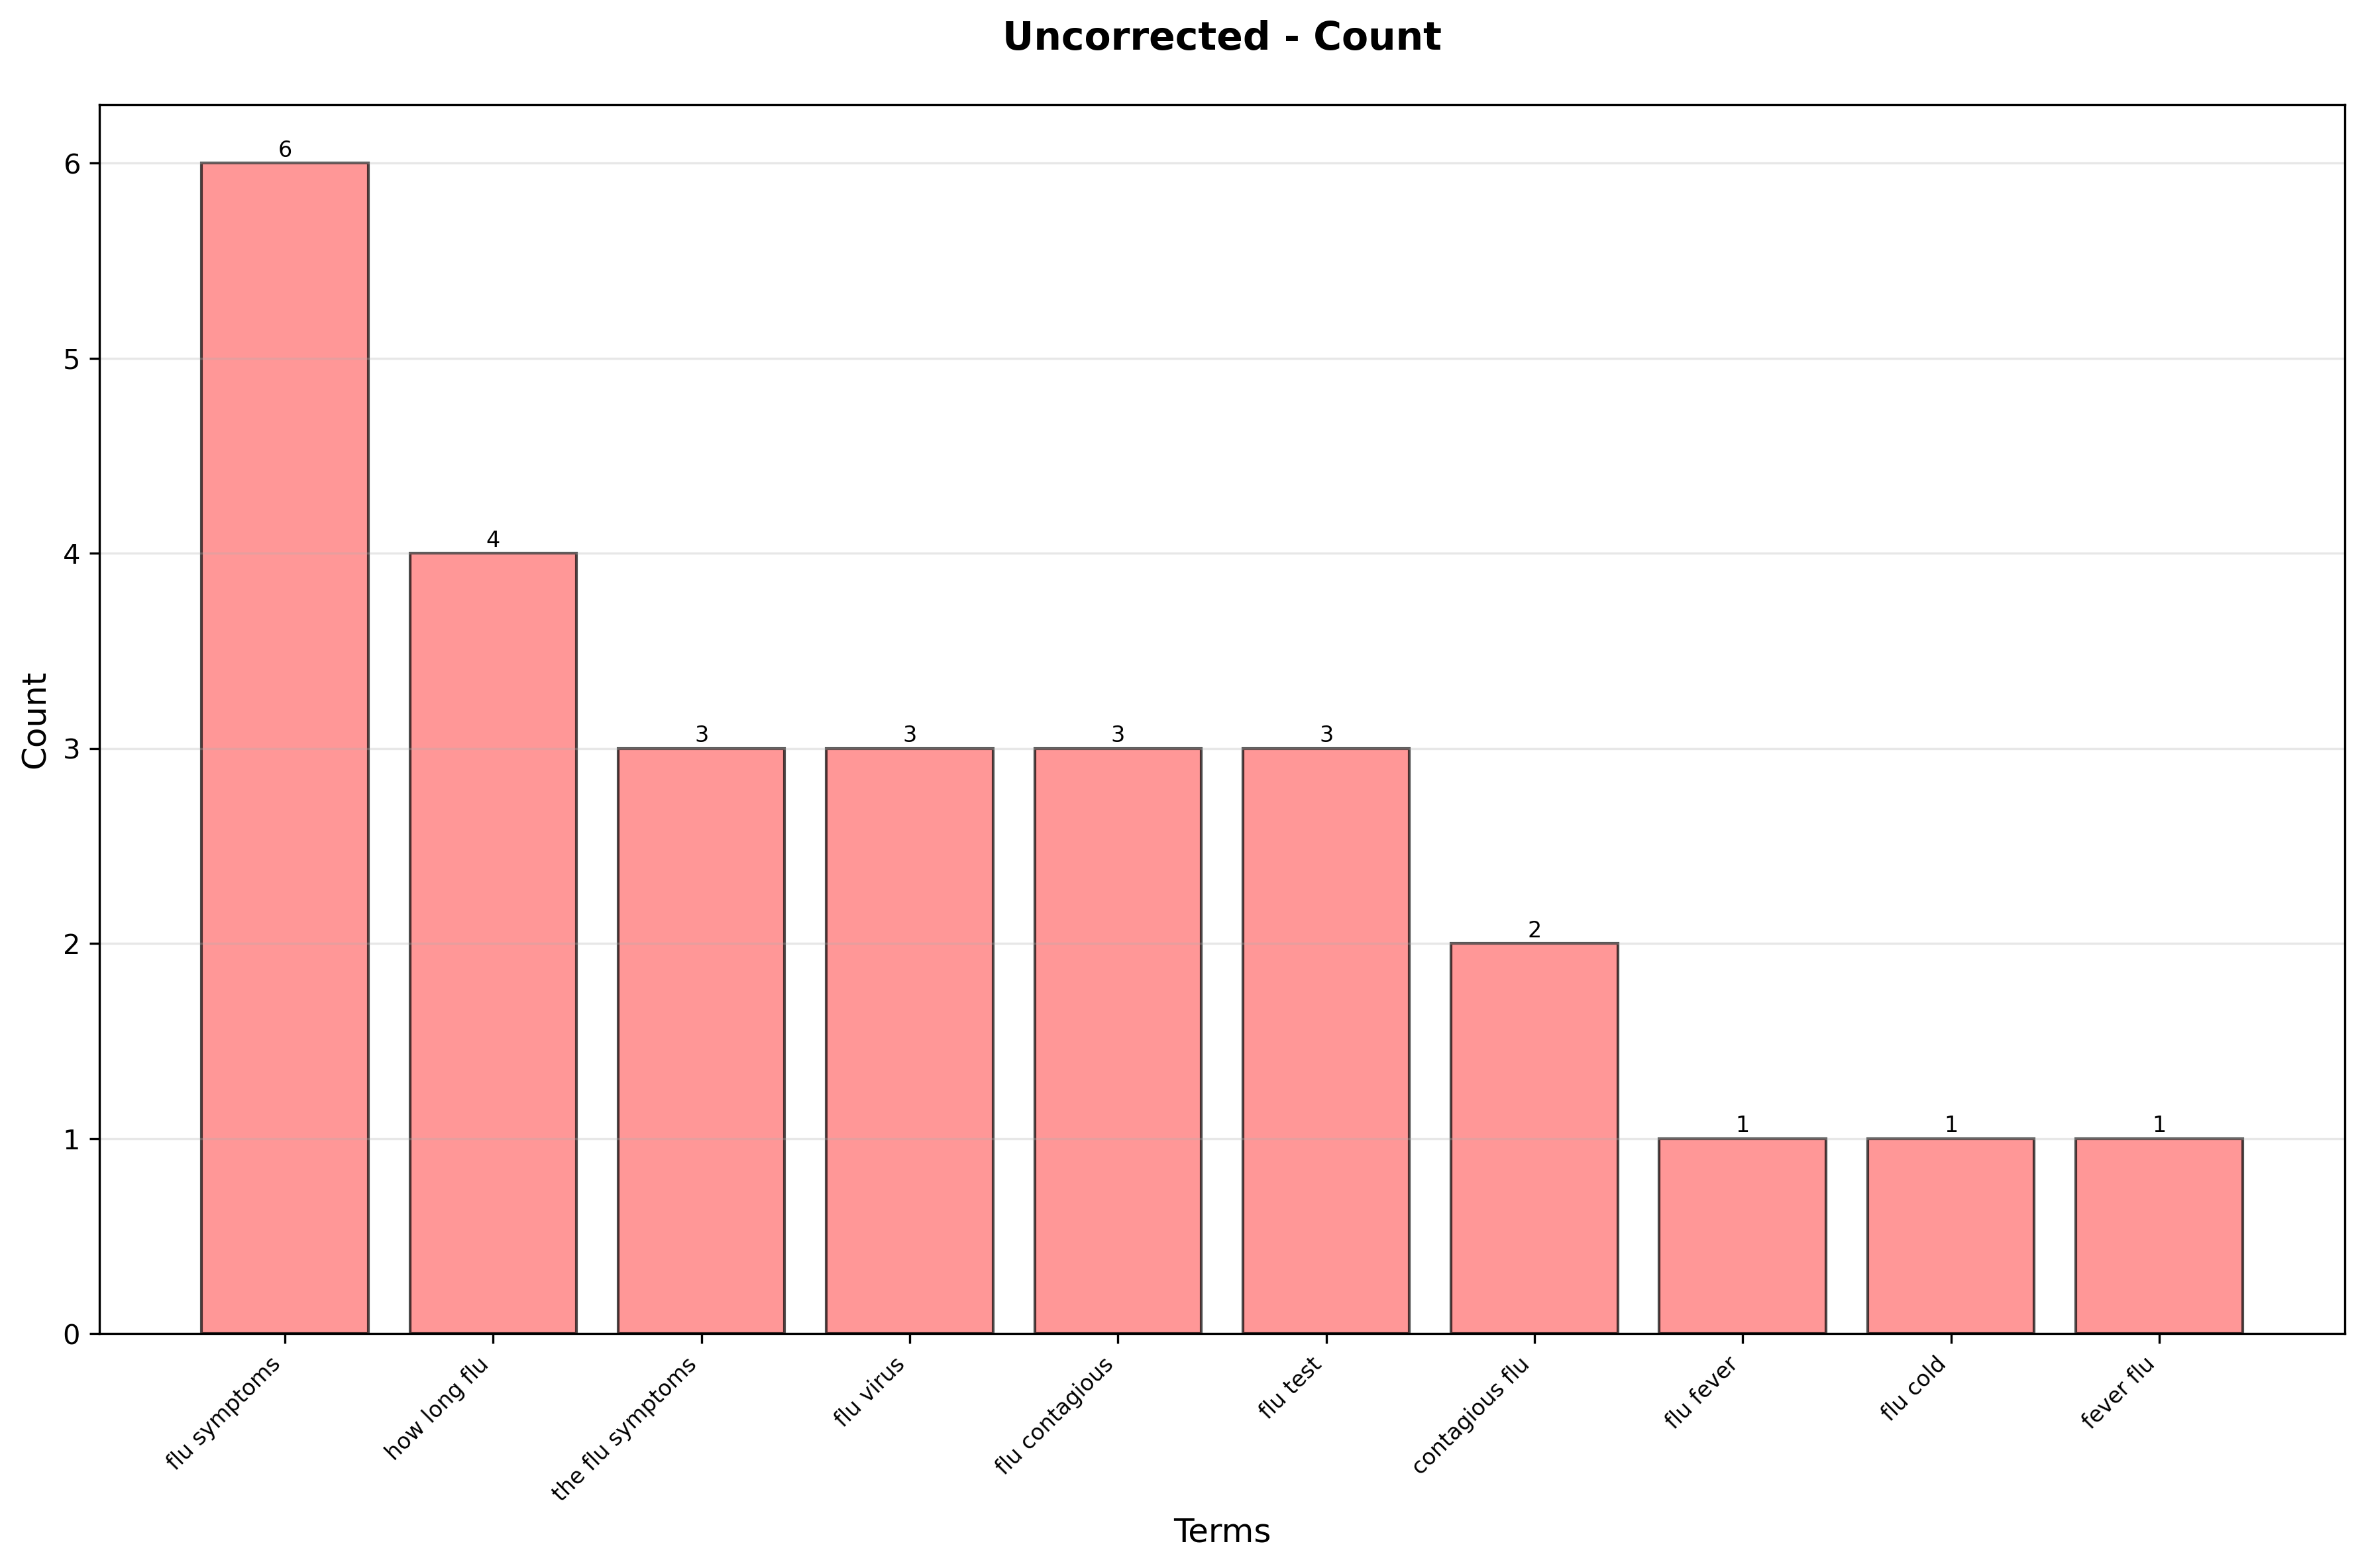 Uncorrected - Count
Count
6
5
4
3
2
1
0
6
4
3
3
3
3
2
1
1
1
flu symptoms
how long flu
the flu symptoms
flu virus
flu contagious
flu test
contagious flu
flu fever
flu cold
fever flu
Terms